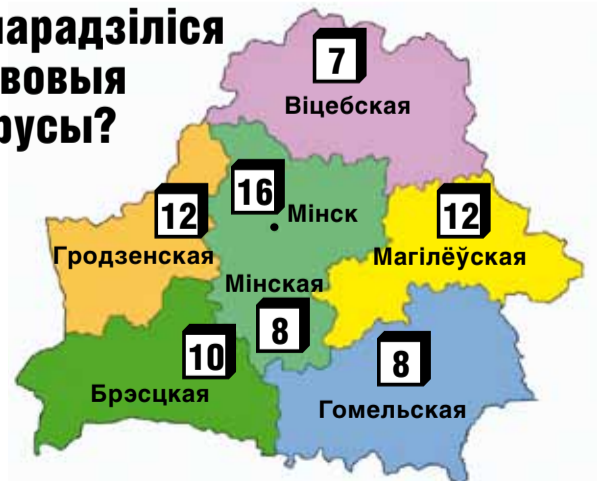 нарадзіліся
вовыя
русы?
7
Віцебская
16
Мінск
12
Гродзенская
12
Магілёўская
Мінская
8
10
Брэсцкая
8
Гомельская